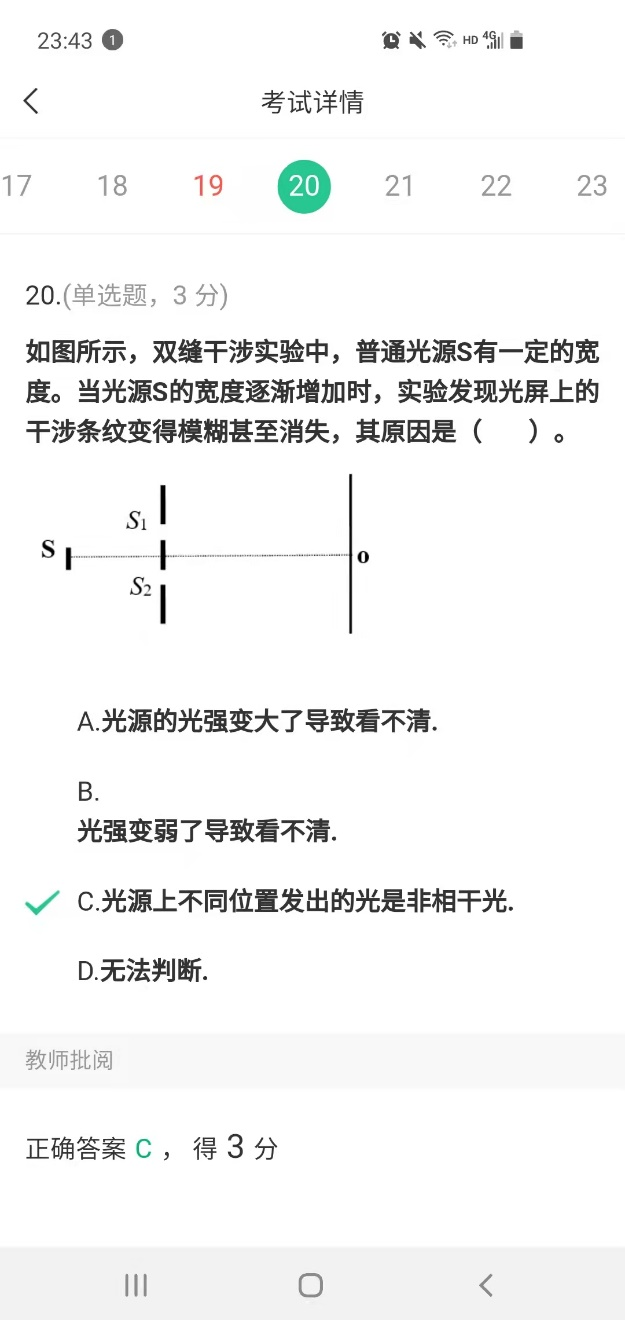 23:43 1 HD 4G
考试详情
17 18 19 20 21 22 23
20.(单选题，3 分)
如图所示，双缝干涉实验中，普通光源S有一定的宽
度。当光源S的宽度逐渐增加时，实验发现光屏上的
干涉条纹变得模糊甚至消失，其原因是（ ）。
S1
S
o
S2
A.光源的光强变大了导致看不清.
B.
光强变弱了导致看不清.
C.光源上不同位置发出的光是非相干光.
D.无法判断.
教师批阅
正确答案 C ， 得 3 分